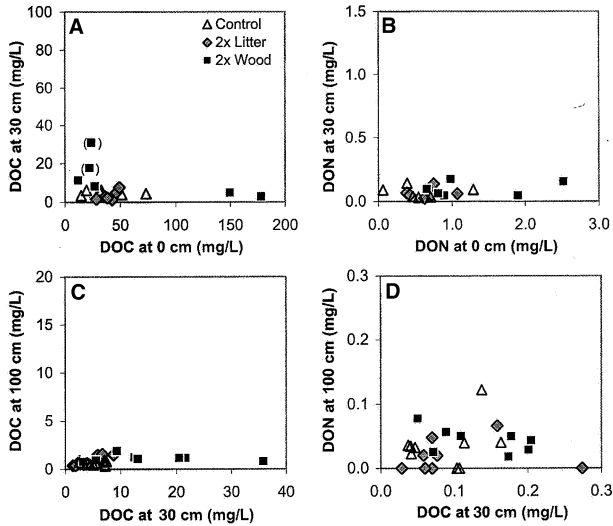 A
△ Control
◈ 2x Litter
■ 2x Wood
DOC at 30 cm (mg/L)
100
80
60
40
20
0
( )
( )
0 50 100 150 200
DOC at 0 cm (mg/L)
B
DON at 30 cm (mg/L)
1.5
1.0
0.5
0.0
0.0 1.0 2.0 3.0
DON at 0 cm (mg/L)
C
DOC at 100 cm (mg/L)
20
15
10
5
0
0 10 20 30 40
DOC at 30 cm (mg/L)
D
DON at 100 cm (mg/L)
0.3
0.2
0.1
0.0
0.0 0.1 0.2 0.3
DOC at 30 cm (mg/L)